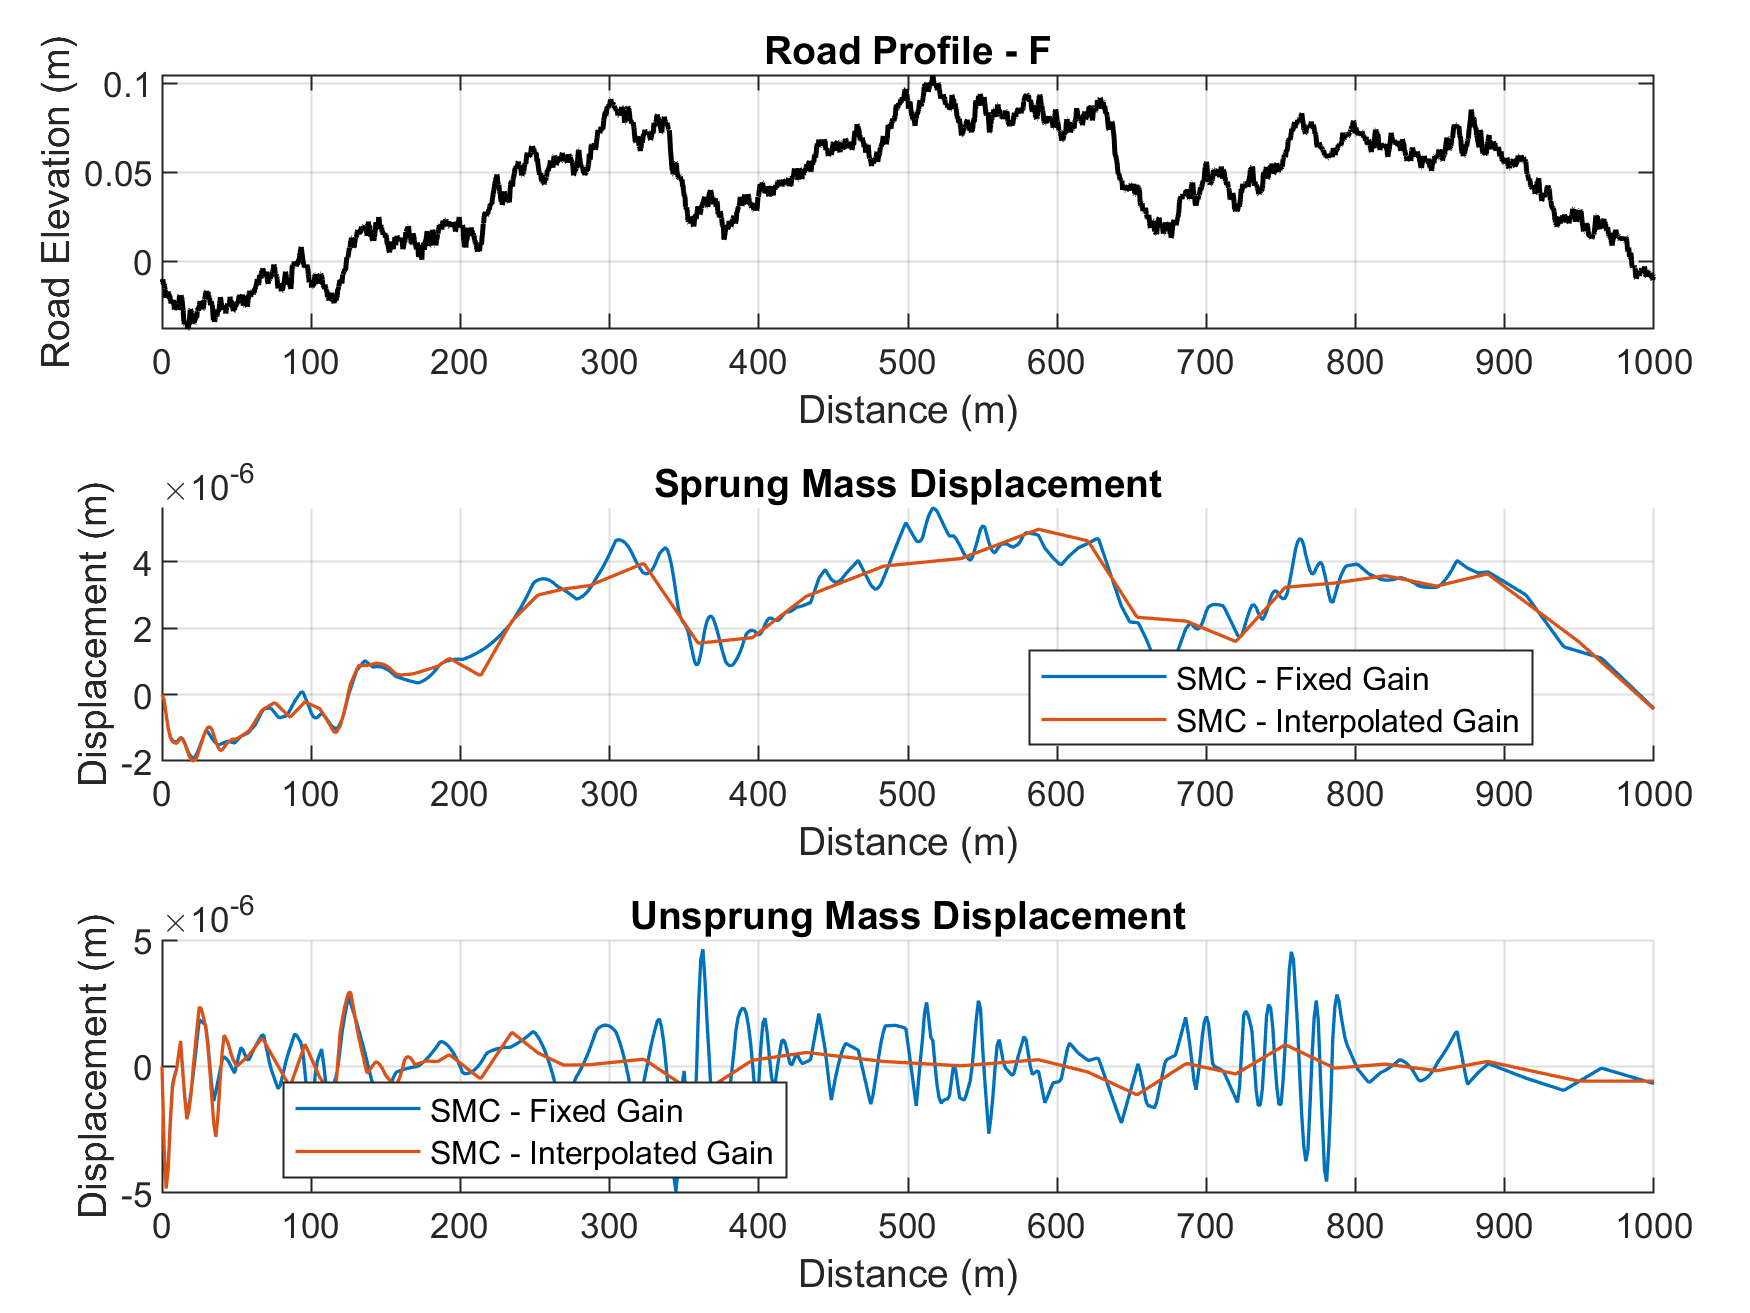 Road Profile - F
Road Elevation (m)
0.1
0.05
0
0 100 200 300 400 500 600 700 800 900 1000
Distance (m)
×10-6
Sprung Mass Displacement
Displacement (m)
4
2
0
-2
SMC - Fixed Gain
SMC - Interpolated Gain
0 100 200 300 400 500 600 700 800 900 1000
Distance (m)
×10-6
Unsprung Mass Displacement
Displacement (m)
5
0
-5
SMC - Fixed Gain
SMC - Interpolated Gain
0 100 200 300 400 500 600 700 800 900 1000
Distance (m)